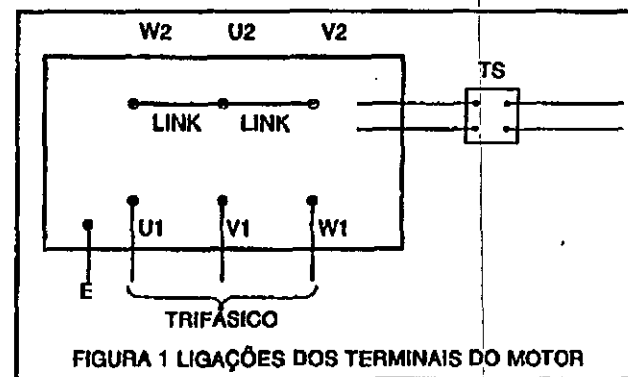 W2 U2 V2
TS
LINK LINK
U1 V1 W1
E
TRIFÁSICO
FIGURA 1 LIGAÇÕES DOS TERMINAIS DO MOTOR